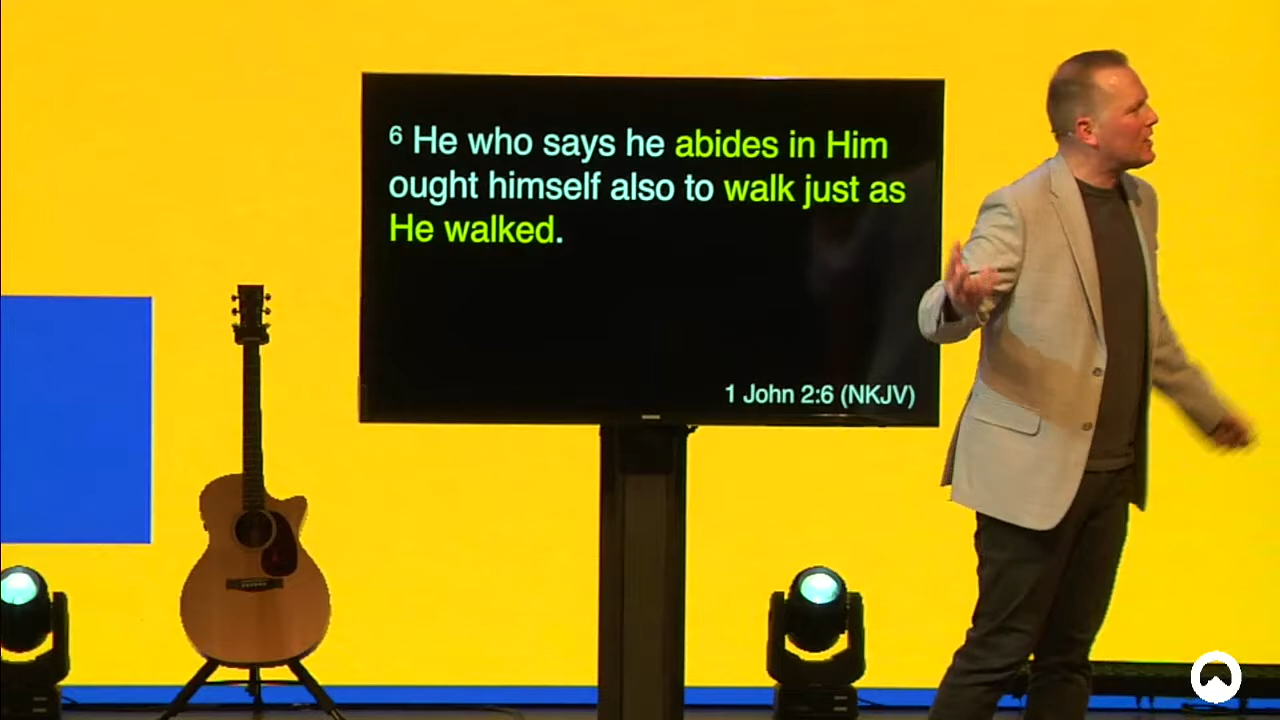 ⁶ He who says he abides in Him
ought himself also to walk just as
He walked.
1 John 2:6 (NKJV)